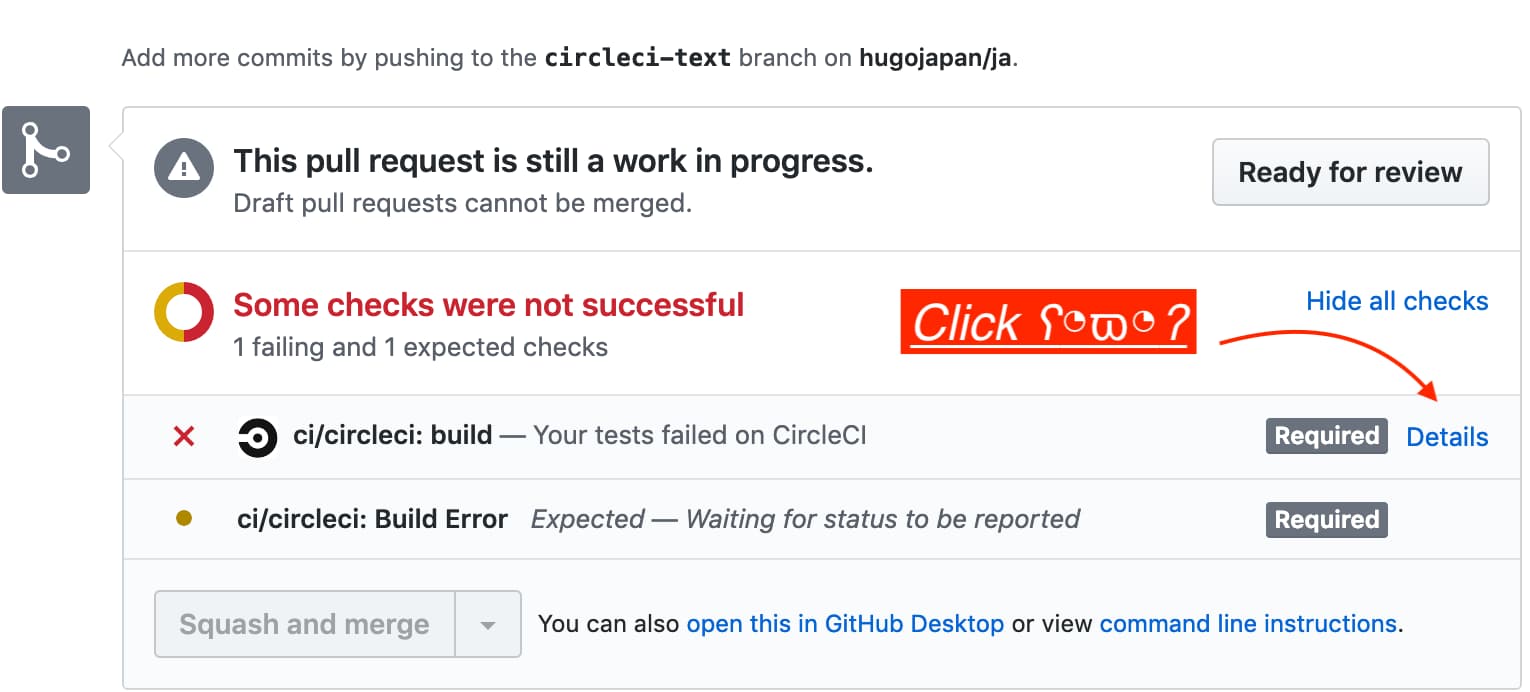 Add more commits by pushing to the circleci-text branch on hugojapan/ja.
This pull request is still a work in progress.
Draft pull requests cannot be merged.
Ready for review
Some checks were not successful
1 failing and 1 expected checks
Click ʕ◔ϖ◔?
Hide all checks
ci/circleci: build — Your tests failed on CircleCI
Required
Details
ci/circleci: Build Error Expected — Waiting for status to be reported
Required
Squash and merge
You can also open this in GitHub Desktop or view command line instructions.